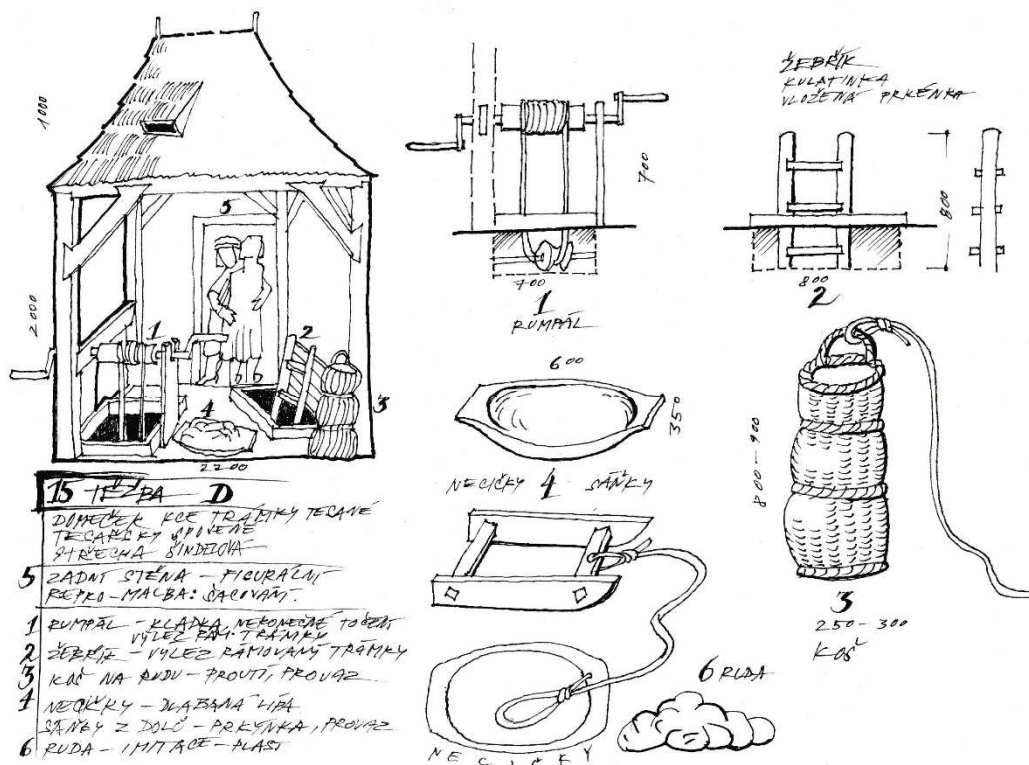 1000
2000
5
1
2
3
4
2200
15 TĚŽBA D
DOMEČEK KCE TRÁMKY TESANÉ
TESAŘSKY SPOJENÉ
STŘECHA ŠINDELOVÁ
5 ZADNÍ STĚNA – FIGURÁLNÍ
REPRO-MALBA: ŠACOVÁNÍ.
1 RUMPÁL – KLADKA, NEKONEČNÉ TOČENÍ
VÝLEZ RÁM. TRÁMKY
2 ŽEBŘÍK – VÝLEZ RÁMOVANÝ TRÁMKY
3 KOŠ NA RUDU – PROUTÍ, PROVAZ
4 NECIČKY – DLABANÁ LÍPA
SÁŇKY Z DOLŮ – PRKÝNKA, PROVAZ
6 RUDA – IMITACE – PLAST
700
700
1
RUMPÁL
600
350
NECIČKY 4 SÁŇKY
NECIČKY
ŽEBŘÍK
KULATINKA
VLOŽENÁ PRKÉNKA
800
800
2
800–900
3
250–300
KOŠ
6 RUDA